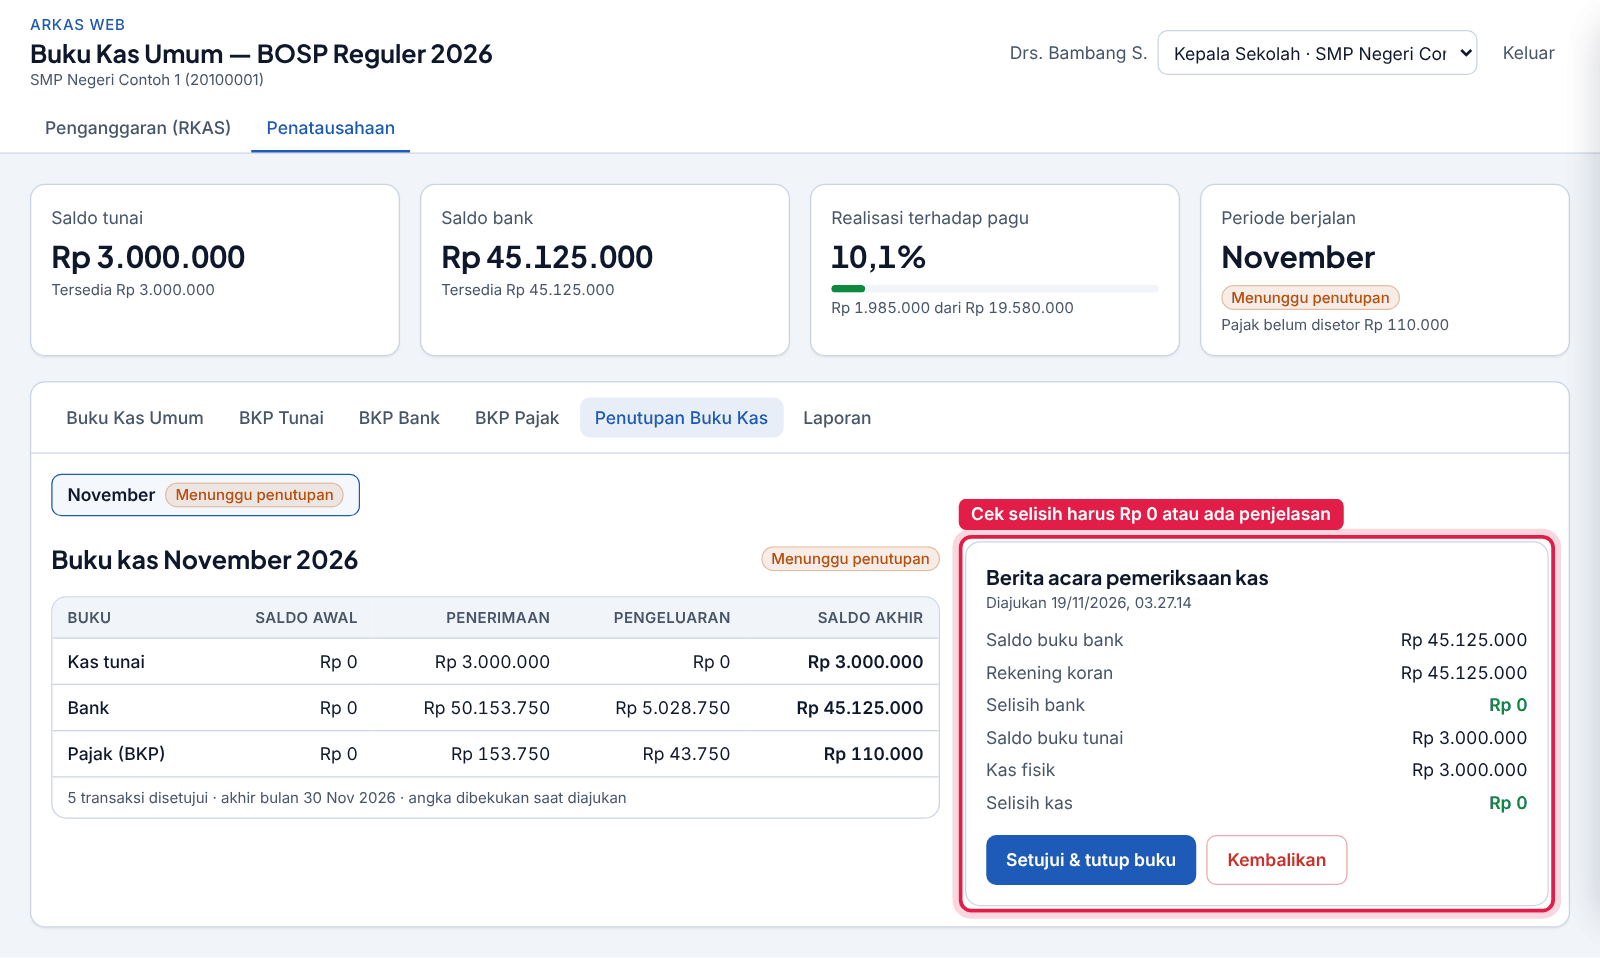 ARKAS WEB
Buku Kas Umum — BOSP Reguler 2026
SMP Negeri Contoh 1 (20100001)
Drs. Bambang S.
Kepala Sekolah · SMP Negeri Cor
Keluar
Penganggaran (RKAS)
Penatausahaan
Saldo tunai
Rp 3.000.000
Tersedia Rp 3.000.000
Saldo bank
Rp 45.125.000
Tersedia Rp 45.125.000
Realisasi terhadap pagu
10,1%
Rp 1.985.000 dari Rp 19.580.000
Periode berjalan
November
Menunggu penutupan
Pajak belum disetor Rp 110.000
Buku Kas Umum
BKP Tunai
BKP Bank
BKP Pajak
Penutupan Buku Kas
Laporan
November Menunggu penutupan
Buku kas November 2026
Menunggu penutupan
BUKU SALDO AWAL PENERIMAAN PENGELUARAN SALDO AKHIR
Kas tunai Rp 0 Rp 3.000.000 Rp 0 Rp 3.000.000
Bank Rp 0 Rp 50.153.750 Rp 5.028.750 Rp 45.125.000
Pajak (BKP) Rp 0 Rp 153.750 Rp 43.750 Rp 110.000
5 transaksi disetujui · akhir bulan 30 Nov 2026 · angka dibekukan saat diajukan
Cek selisih harus Rp 0 atau ada penjelasan
Berita acara pemeriksaan kas
Diajukan 19/11/2026, 03.27.14
Saldo buku bank Rp 45.125.000
Rekening koran Rp 45.125.000
Selisih bank Rp 0
Saldo buku tunai Rp 3.000.000
Kas fisik Rp 3.000.000
Selisih kas Rp 0
Setujui & tutup buku
Kembalikan